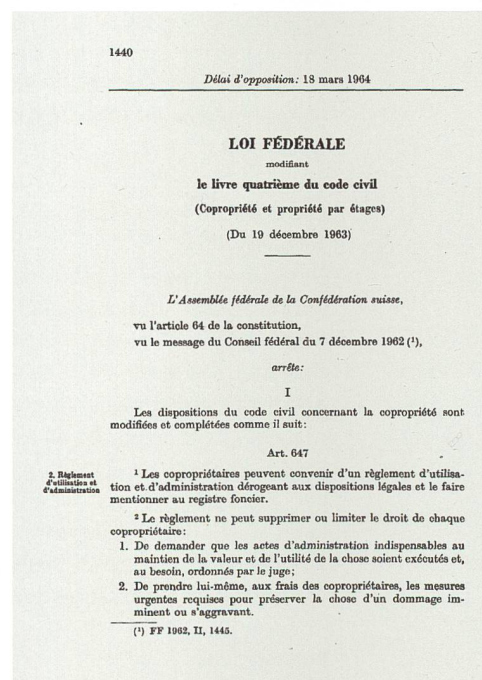 1440
Délai d'opposition: 18 mars 1964
LOI FÉDÉRALE
modifiant
le livre quatrième du code civil
(Copropriété et propriété par étages)
(Du 19 décembre 1963)
L'Assemblée fédérale de la Confédération suisse,
vu l'article 64 de la constitution,
vu le message du Conseil fédéral du 7 décembre 1962 (¹),
arrête:
I
Les dispositions du code civil concernant la copropriété sont
modifiées et complétées comme il suit:
Art. 647
2. Règlement
d'utilisation et
d'administration
¹ Les copropriétaires peuvent convenir d'un règlement d'utilisa-
tion et d'administration dérogeant aux dispositions légales et le faire
mentionner au registre foncier.
² Le règlement ne peut supprimer ou limiter le droit de chaque
copropriétaire:
1. De demander que les actes d'administration indispensables au
maintien de la valeur et de l'utilité de la chose soient exécutés et,
au besoin, ordonnés par le juge;
2. De prendre lui-même, aux frais des copropriétaires, les mesures
urgentes requises pour préserver la chose d'un dommage im-
minent ou s'aggravant.
(¹) FF 1962, II, 1445.